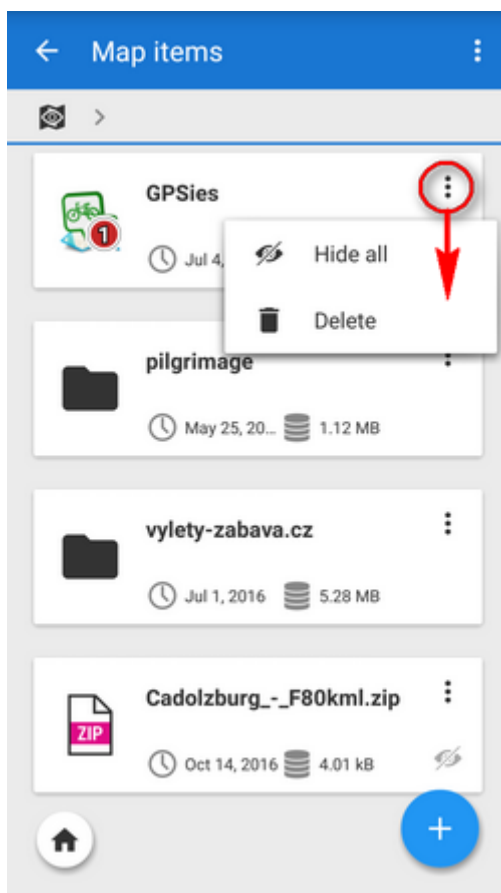 Map items
GPSies
1
Jul 4,
Hide all
Delete
pilgrimage
May 25, 20... 1.12 MB
vylety-zabava.cz
Jul 1, 2016 5.28 MB
Cadolzburg_-_F80kml.zip
ZIP
Oct 14, 2016 4.01 kB